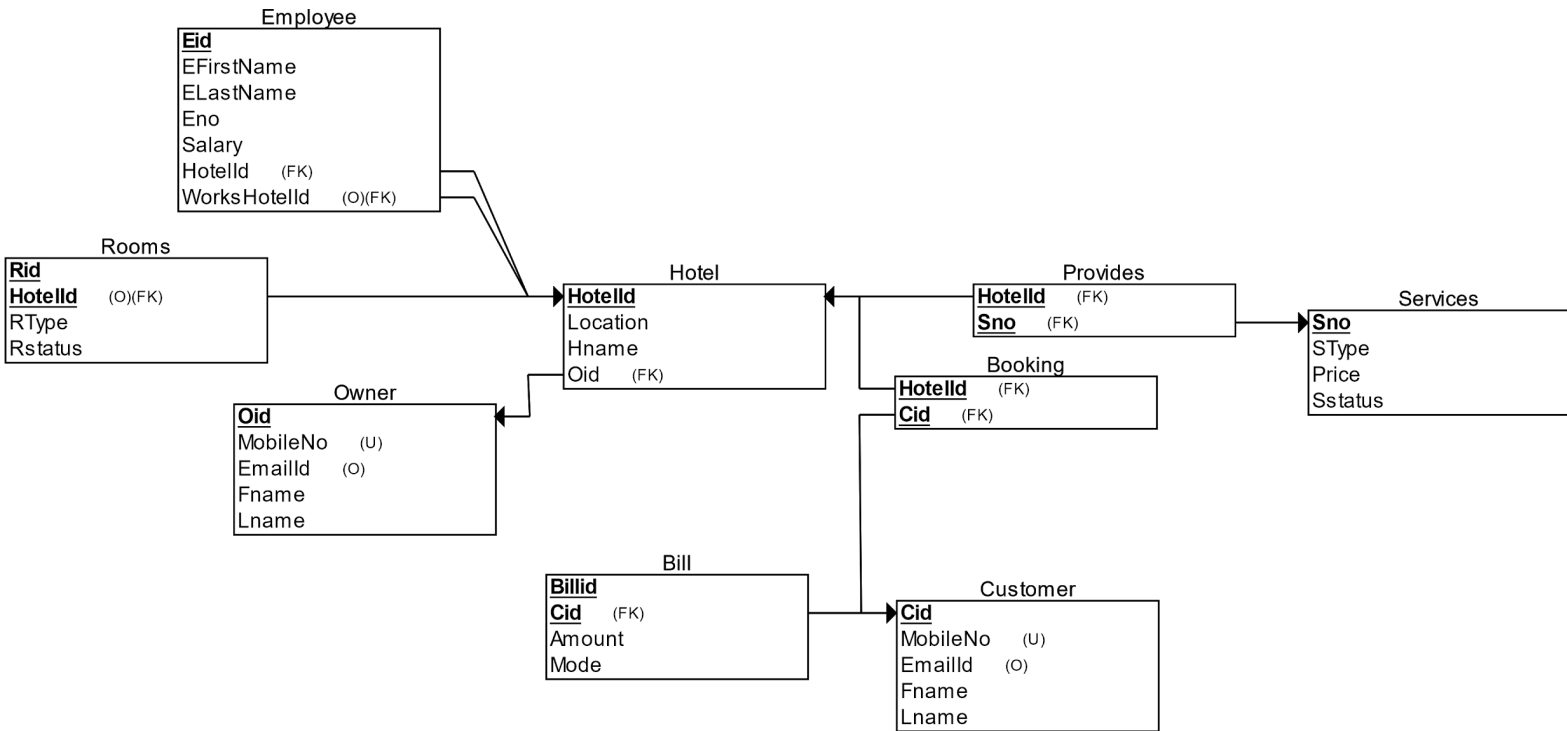 Employee
Eid
EFirstName
ELastName
Eno
Salary
HotelId (FK)
WorksHotelId (O)(FK)
Rooms
Rid
HotelId (O)(FK)
RType
Rstatus
Hotel
HotelId
Location
Hname
Oid (FK)
Provides
HotelId (FK)
Sno (FK)
Services
Sno
SType
Price
Sstatus
Booking
HotelId (FK)
Cid (FK)
Owner
Oid
MobileNo (U)
EmailId (O)
Fname
Lname
Bill
Billid
Cid (FK)
Amount
Mode
Customer
Cid
MobileNo (U)
EmailId (O)
Fname
Lname